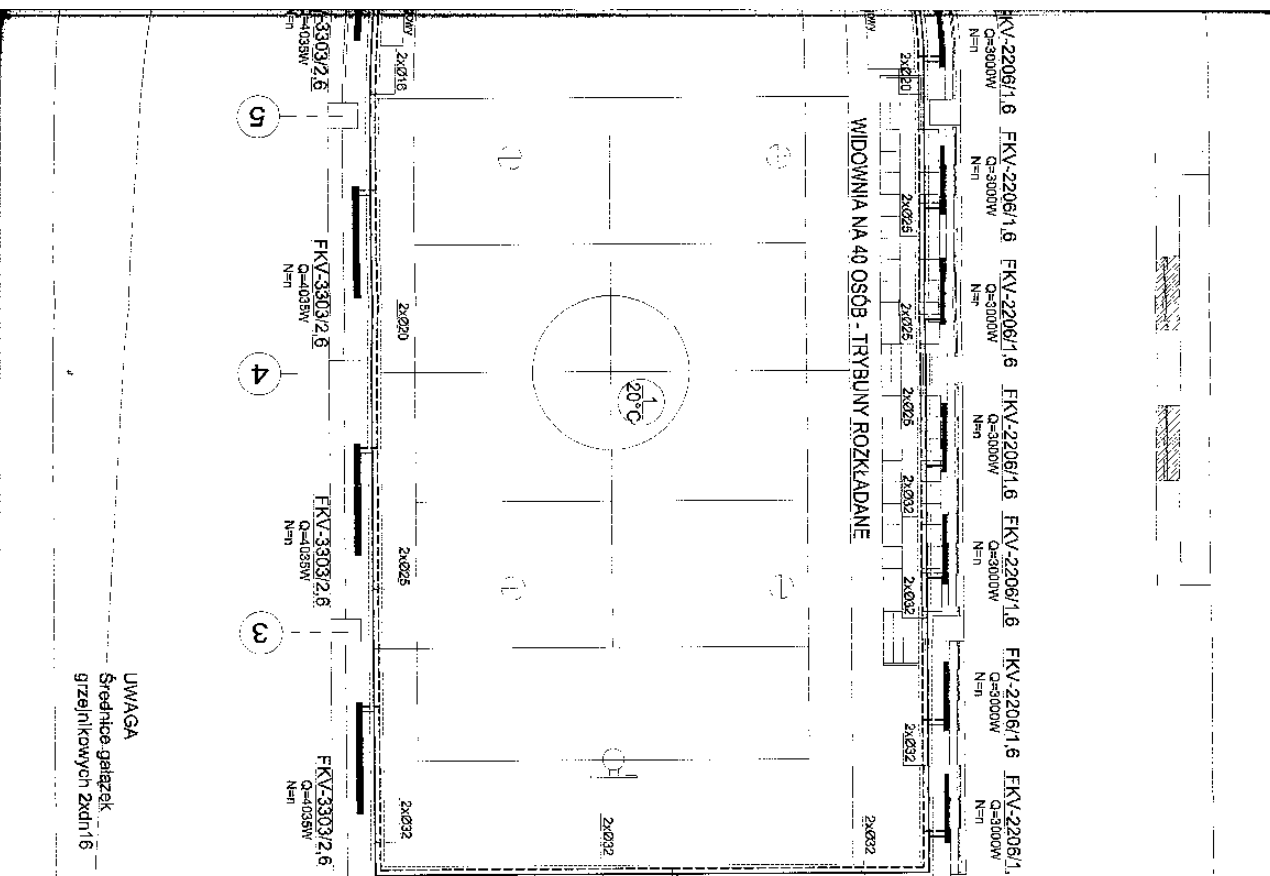 KV-2206/1,6
Q=3000W
N=n
FKV-2206/1,6
Q=3000W
N=n
FKV-2206/1,6
Q=3000W
N=n
FKV-2206/1,6
Q=3000W
N=n
FKV-2206/1,6
Q=3000W
N=n
FKV-2206/1,6
Q=3000W
N=n
FKV-2206/1,
Q=3000W
N=n
2xØ20
2xØ25
2xØ25
2xØ25
2xØ32
2xØ32
2xØ32
2xØ32
WIDOWNIA NA 40 OSÓB - TRYBUNY ROZKŁADANE
1
20°C
2xØ32
owy
2xØ16
2xØ20
2xØ25
2xØ32
-3303/2,6
=4035W
N=n
FKV-3303/2,6
Q=4035W
N=n
FKV-3303/2,6
Q=4035W
N=n
FKV-3303/2,6
Q=4035W
N=n
5
4
3
UWAGA
Średnice gałązek
grzejnikowych 2xdn16